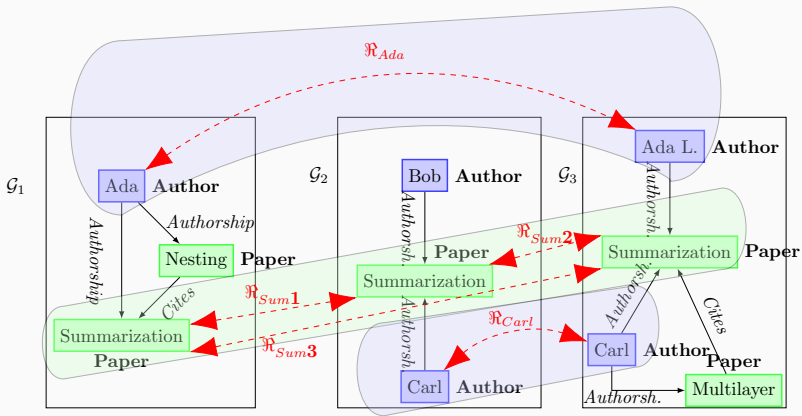 ℜ_Ada
𝒢₁
Ada Author
Authorship
Authorship
Nesting Paper
Cites
Summarization
Paper
𝒢₂
Bob Author
Authorsh.
Paper
Summarization
Authorsh.
Carl Author
𝒢₃
Ada L. Author
Authorsh.
Summarization Paper
Authorsh.
Cites
Carl Author
Paper
Authorsh. Multilayer
ℜ_Sum1
ℜ_Sum2
ℜ_Sum3
ℜ_Carl